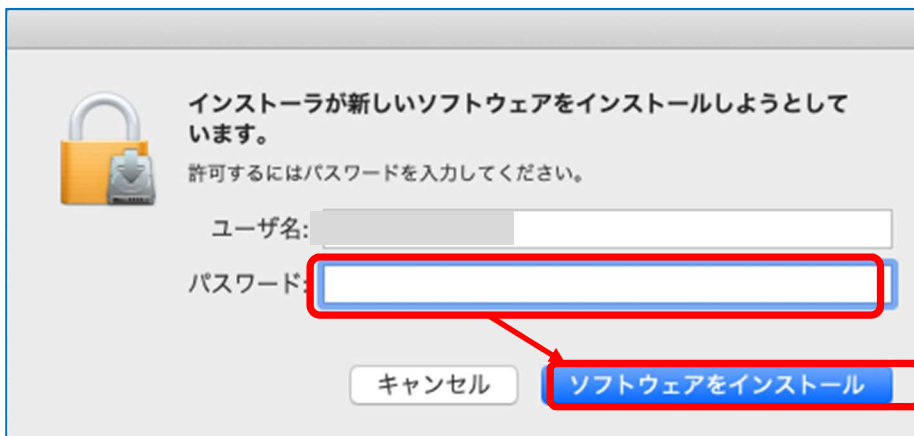 インストーラが新しいソフトウェアをインストールしようとして
います。
許可するにはパスワードを入力してください。
ユーザ名:
パスワード:
キャンセル ソフトウェアをインストール